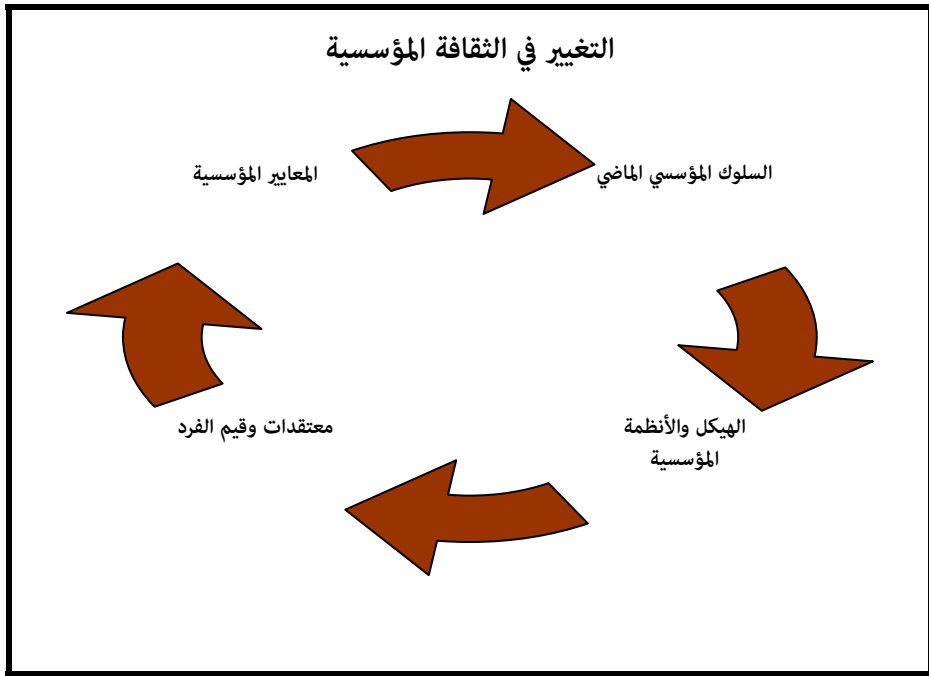 التغيير في الثقافة المؤسسية
السلوك المؤسسي الماضي
المعايير المؤسسية
الهيكل والأنظمة
المؤسسية
معتقدات وقيم الفرد